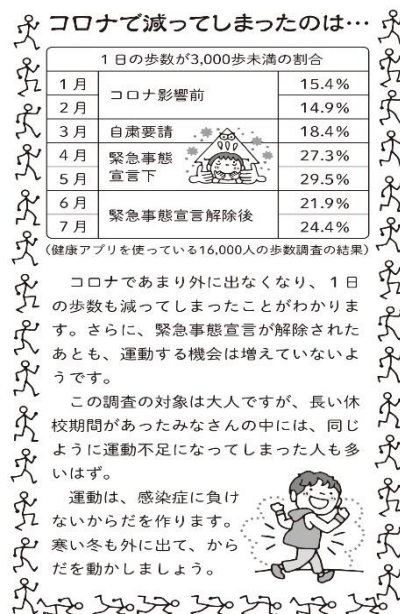 コロナで減ってしまったのは…
1日の歩数が3,000歩未満の割合
1月 コロナ影響前 15.4%
2月 14.9%
3月 自粛要請 18.4%
4月 緊急事態 27.3%
5月 宣言下 29.5%
6月 緊急事態宣言解除後 21.9%
7月 24.4%
(健康アプリを使っている16,000人の歩数調査の結果)
コロナであまり外に出なくなり、1日
の歩数も減ってしまったことがわかりま
す。さらに、緊急事態宣言が解除された
あとも、運動する機会は増えていないよ
うです。
この調査の対象は大人ですが、長い休
校期間があったみなさんの中には、同じ
ように運動不足になってしまった人も多
いはず。
運動は、感染症に負け
ないからだを作ります。
寒い冬も外に出て、から
だを動かしましょう。